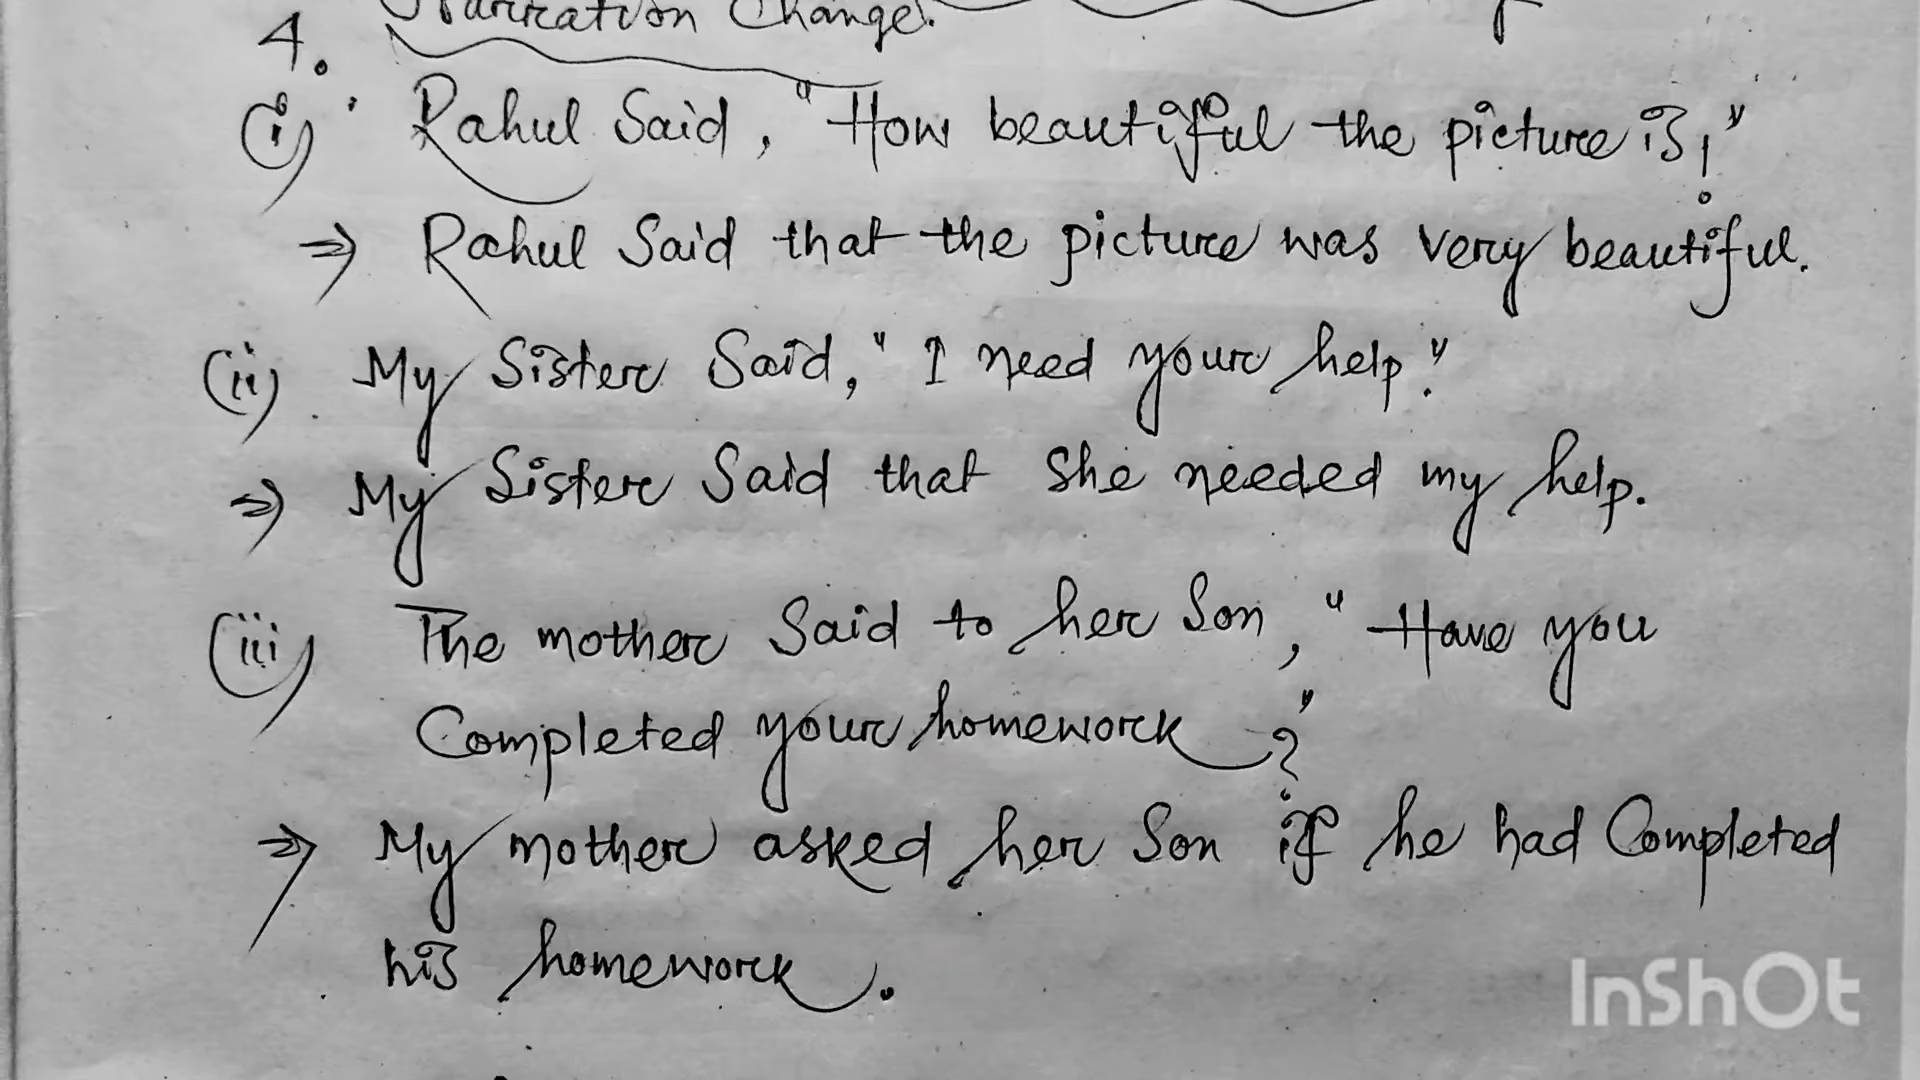 4. Narration Change.
(i) Rahul Said, "How beautiful the picture is!"
⇒ Rahul Said that the picture was very beautiful.
(ii) My Sister Said, "I need your help."
⇒ My Sister Said that She needed my help.
(iii) The mother Said to her Son, "Have you
Completed your homework?"
⇒ My mother asked her Son if he had Completed
his homework.
InShOt